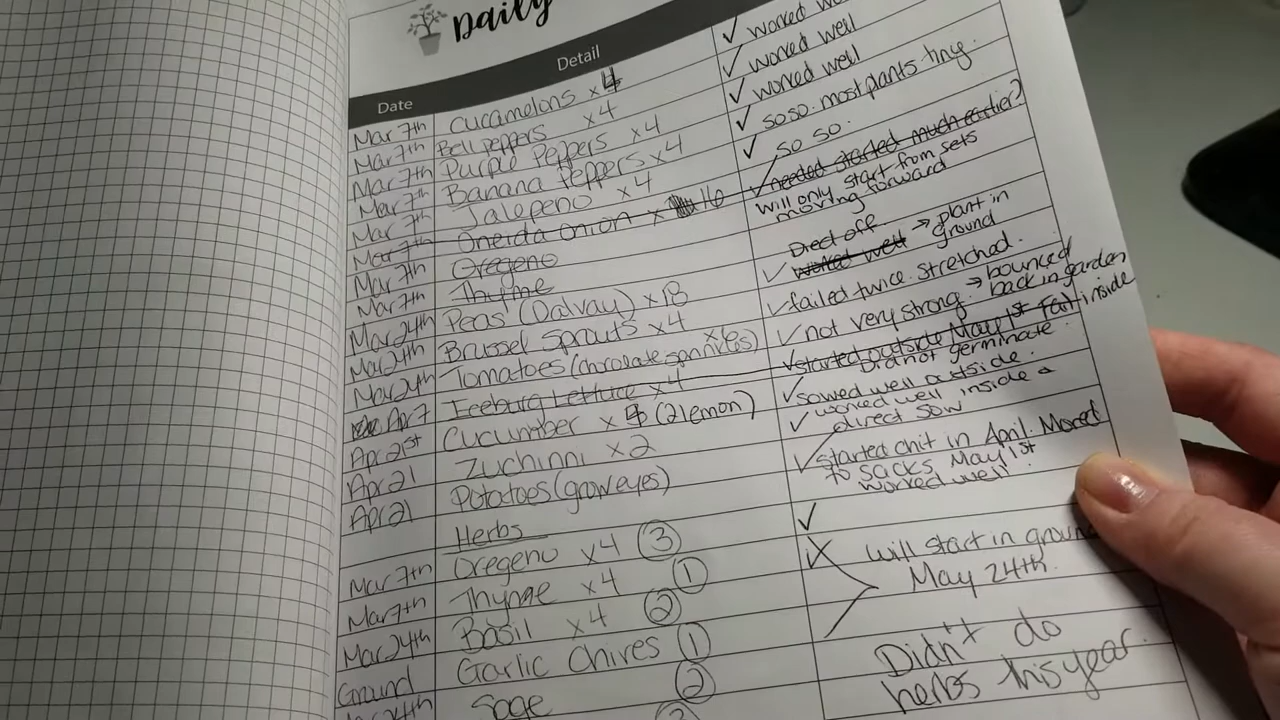 Daily
Date Detail
Mar 7th Cucamelons x4 ✓ worked
Mar 7th Bell peppers x4 ✓ worked well
Mar 7th Purple Peppers x4 ✓ worked well
Mar 7th Banana Peppers x4 ✓ soso. most plants tiny.
Mar 7th Jalepeno x4 ✓ so so.
Mar 7th Oneida Onion x 16 ✓ needed started much earlier?
will only start from sets
moving forward
Mar 7th Oregeno
Mar 7th Thyme
Mar 24th Peas (Dalvay) x18 ✓ Died off worked well → plant in
ground
Mar 24th Brussel Sprouts x4 ✓ failed twice. stretched.
Mar 24th Tomatoes (chocolate sprinkles) x6 ✓ not very strong. → bounced
back in garden
Apr 7 Iceburg Lettuce x4 ✓ started outside May 1st Fail inside
Did not germinate.
Apr 21st Cucumber x (2 lemon) ✓ sowed well outside.
Apr 21 Zuchinni x2 ✓ worked well inside &
direct sow
Apr 21 Potatoes (grow eyes) ✓ started chit in April. Moved
to sacks May 1st
worked well.
Herbs
Mar 7th Oregeno x4 3 ✓
Mar 7th Thyme x4 1 X will start in ground
May 24th.
Mar 24th Basil x4 2
Ground Garlic Chives 1 Didn't do
herbs this year.
Sage 2